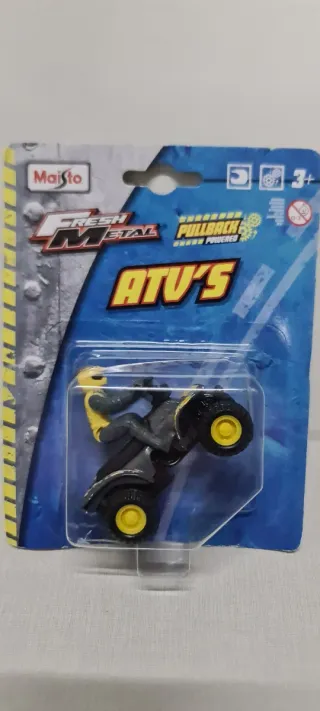 Maisto
FRESH
METAL
PULLBACK
POWERED
3+
ATV'S